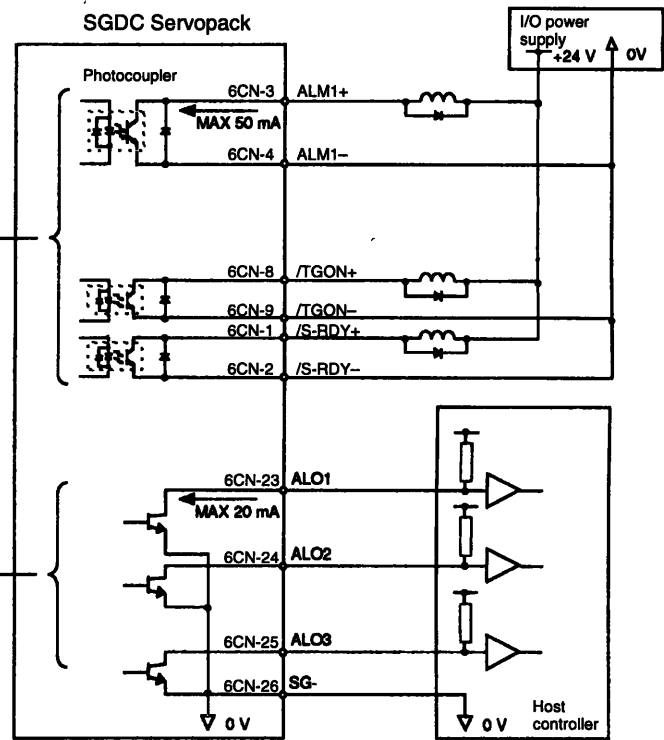 SGDC Servopack
I/O power
supply
+24 V
0V
Photocoupler
6CN-3
ALM1+
MAX 50 mA
6CN-4
ALM1–
6CN-8
/TGON+
6CN-9
/TGON–
6CN-1
/S-RDY+
6CN-2
/S-RDY–
6CN-23
ALO1
MAX 20 mA
6CN-24
ALO2
6CN-25
ALO3
6CN-26
SG-
0 V
0 V
Host
controller